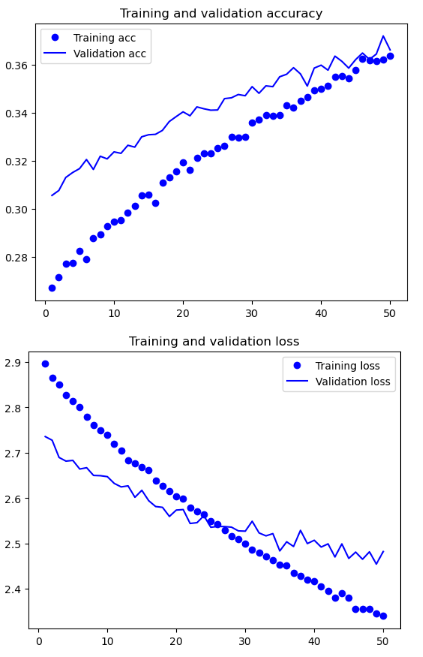 Training and validation accuracy
Training acc
Validation acc
0.36
0.34
0.32
0.30
0.28
0 10 20 30 40 50
Training and validation loss
2.9
Training loss
Validation loss
2.8
2.7
2.6
2.5
2.4
0 10 20 30 40 50